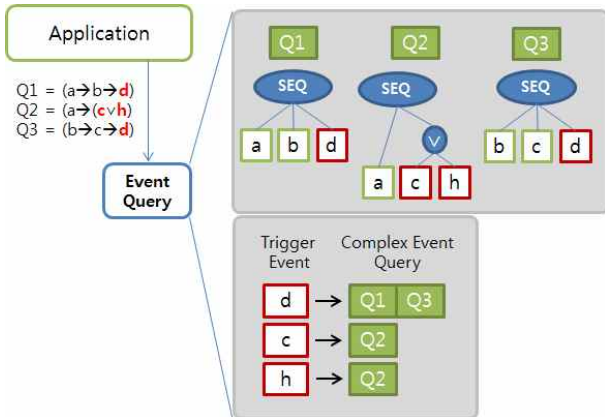 Application
Q1 = (a→b→d)
Q2 = (a→(c∨h)
Q3 = (b→c→d)
Event
Query
Q1 Q2 Q3
SEQ SEQ SEQ
∨
a b d a c h b c d
Trigger Event Complex Event Query
d → Q1 Q3
c → Q2
h → Q2